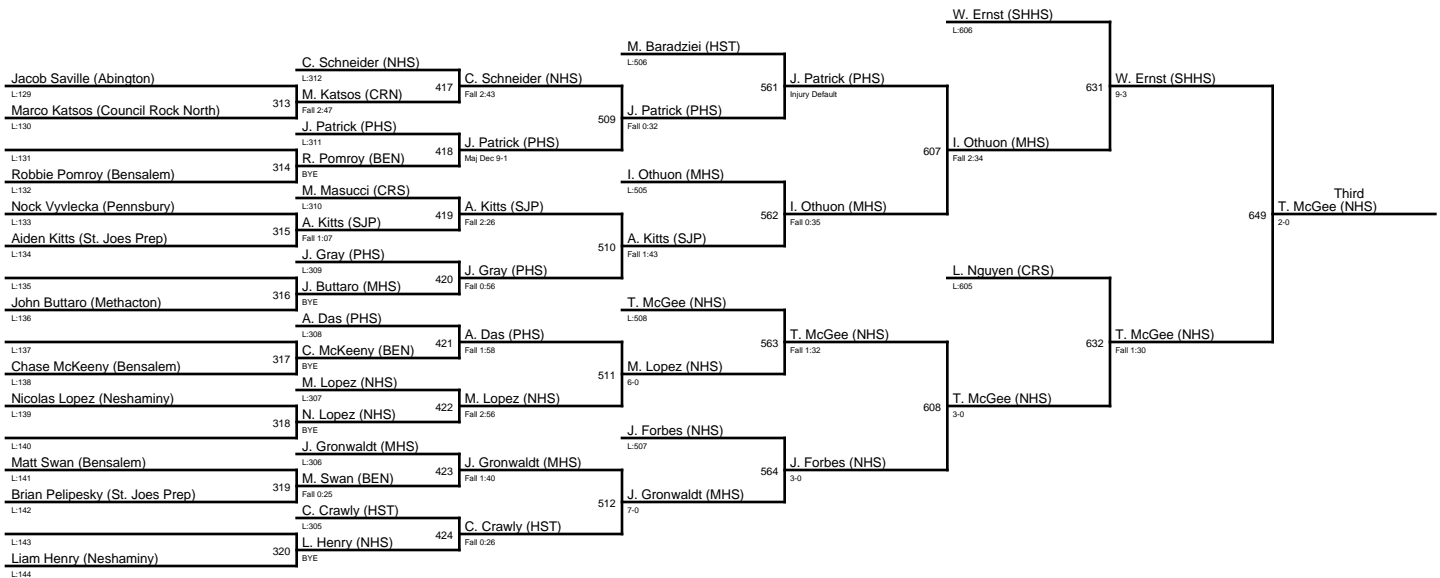 Jacob Saville (Abington)
L:129
Marco Katsos (Council Rock North)
L:130
L:131
Robbie Pomroy (Bensalem)
L:132
Nock Vyvlecka (Pennsbury)
L:133
Aiden Kitts (St. Joes Prep)
L:134
L:135
John Buttaro (Methacton)
L:136
L:137
Chase McKeeny (Bensalem)
L:138
Nicolas Lopez (Neshaminy)
L:139
L:140
Matt Swan (Bensalem)
L:141
Brian Pelipesky (St. Joes Prep)
L:142
L:143
Liam Henry (Neshaminy)
L:144
313
314
315
316
317
318
319
320
C. Schneider (NHS)
L:312
M. Katsos (CRN)
Fall 2:47
J. Patrick (PHS)
L:311
R. Pomroy (BEN)
BYE
M. Masucci (CRS)
L:310
A. Kitts (SJP)
Fall 1:07
J. Gray (PHS)
L:309
J. Buttaro (MHS)
BYE
A. Das (PHS)
L:308
C. McKeeny (BEN)
BYE
M. Lopez (NHS)
L:307
N. Lopez (NHS)
BYE
J. Gronwaldt (MHS)
L:306
M. Swan (BEN)
Fall 0:25
C. Crawly (HST)
L:305
L. Henry (NHS)
BYE
417
418
419
420
421
422
423
424
C. Schneider (NHS)
Fall 2:43
J. Patrick (PHS)
Maj Dec 9-1
A. Kitts (SJP)
Fall 2:26
J. Gray (PHS)
Fall 0:56
A. Das (PHS)
Fall 1:58
M. Lopez (NHS)
Fall 2:56
J. Gronwaldt (MHS)
Fall 1:40
C. Crawly (HST)
Fall 0:26
509
510
511
512
M. Baradziei (HST)
L:506
J. Patrick (PHS)
Fall 0:32
I. Othuon (MHS)
L:505
A. Kitts (SJP)
Fall 1:43
T. McGee (NHS)
L:508
M. Lopez (NHS)
6-0
J. Forbes (NHS)
L:507
J. Gronwaldt (MHS)
7-0
561
562
563
564
J. Patrick (PHS)
Injury Default
I. Othuon (MHS)
Fall 0:35
T. McGee (NHS)
Fall 1:32
J. Forbes (NHS)
3-0
607
608
W. Ernst (SHHS)
L:606
I. Othuon (MHS)
Fall 2:34
L. Nguyen (CRS)
L:605
T. McGee (NHS)
3-0
631
632
W. Ernst (SHHS)
9-3
T. McGee (NHS)
Fall 1:30
649
Third
T. McGee (NHS)
2-0